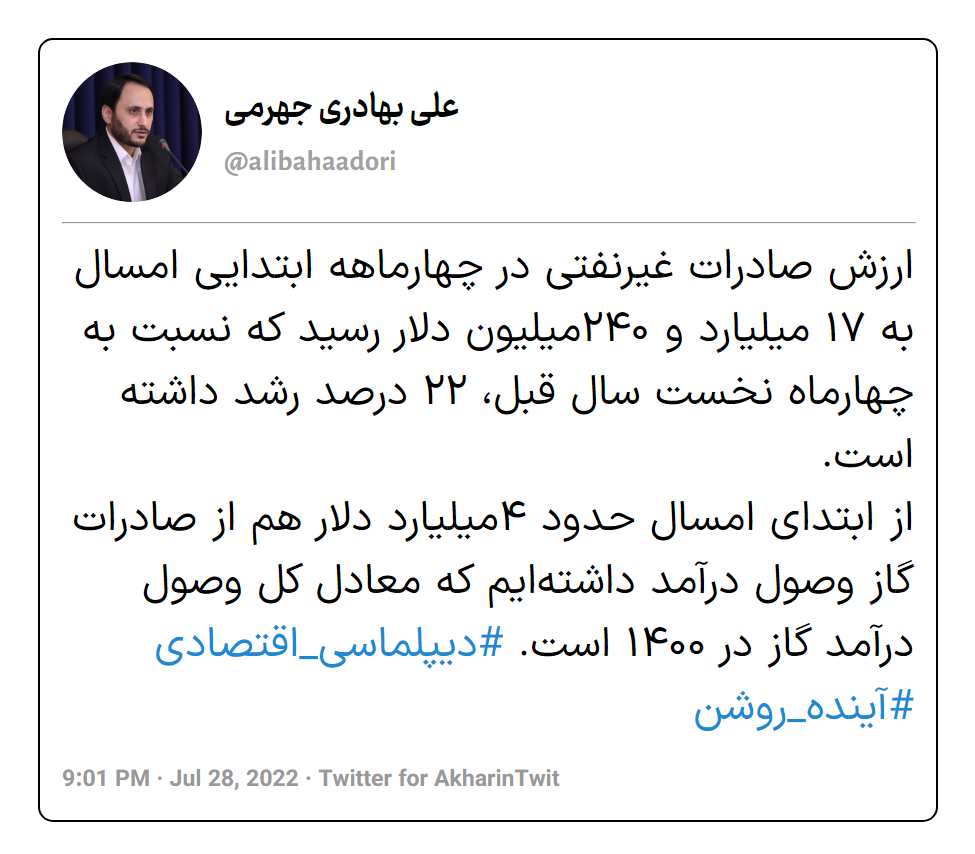 علی بهادری جهرمی
@alibahaadori
ارزش صادرات غیرنفتی در چهارماهه ابتدایی امسال
به ۱۷ میلیارد و ۲۴۰میلیون دلار رسید که نسبت به
چهارماه نخست سال قبل، ۲۲ درصد رشد داشته
است.
از ابتدای امسال حدود ۴میلیارد دلار هم از صادرات
گاز وصول درآمد داشته‌ایم که معادل کل وصول
درآمد گاز در ۱۴۰۰ است. #دیپلماسی_اقتصادی
#آینده_روشن
9:01 PM · Jul 28, 2022 · Twitter for AkharinTwit